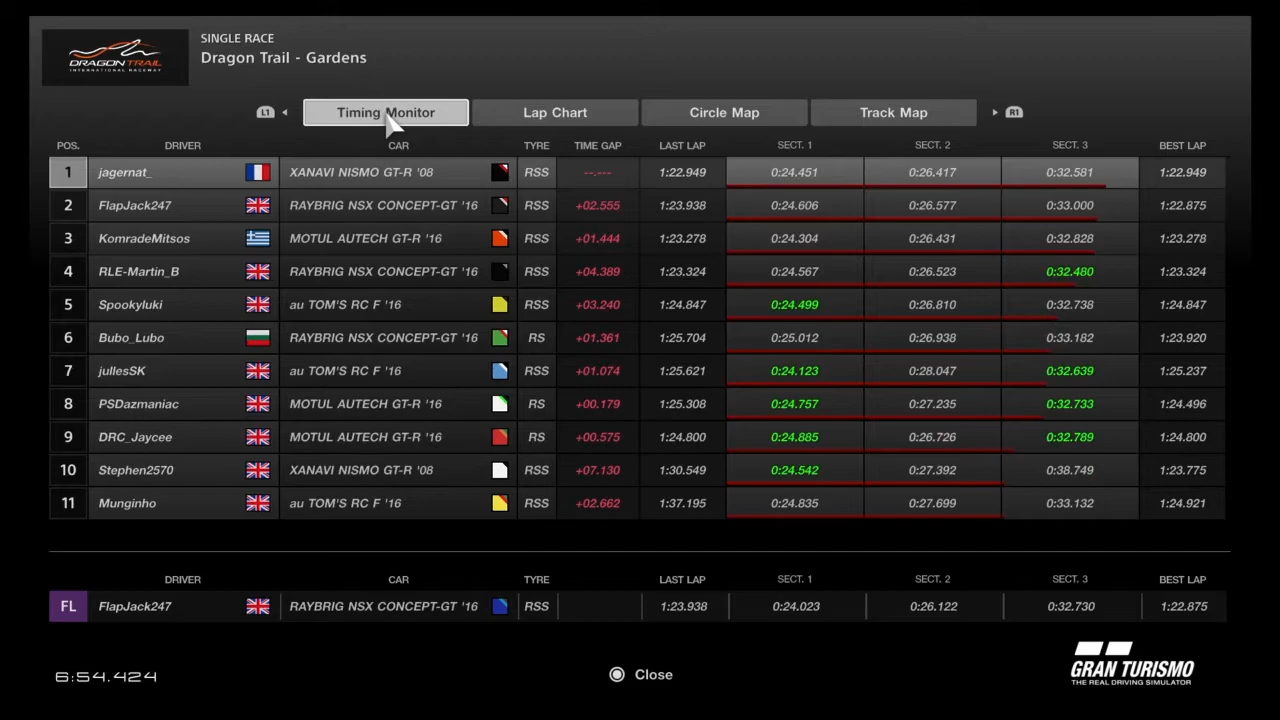 SINGLE RACE
DRAGON TRAIL
INTERNATIONAL RACEWAY
Dragon Trail - Gardens
L1 Timing Monitor Lap Chart Circle Map Track Map R1
POS. DRIVER CAR TYRE TIME GAP LAST LAP SECT. 1 SECT. 2 SECT. 3 BEST LAP
1 jagernat_ XANAVI NISMO GT-R '08 RSS --.--- 1:22.949 0:24.451 0:26.417 0:32.581 1:22.949
2 FlapJack247 RAYBRIG NSX CONCEPT-GT '16 RSS +02.555 1:23.938 0:24.606 0:26.577 0:33.000 1:22.875
3 KomradeMitsos MOTUL AUTECH GT-R '16 RSS +01.444 1:23.278 0:24.304 0:26.431 0:32.828 1:23.278
4 RLE-Martin_B RAYBRIG NSX CONCEPT-GT '16 RSS +04.389 1:23.324 0:24.567 0:26.523 0:32.480 1:23.324
5 Spookyluki au TOM'S RC F '16 RSS +03.240 1:24.847 0:24.499 0:26.810 0:32.738 1:24.847
6 Bubo_Lubo RAYBRIG NSX CONCEPT-GT '16 RS +01.361 1:25.704 0:25.012 0:26.938 0:33.182 1:23.920
7 jullesSK au TOM'S RC F '16 RSS +01.074 1:25.621 0:24.123 0:28.047 0:32.639 1:25.237
8 PSDazmaniac MOTUL AUTECH GT-R '16 RS +00.179 1:25.308 0:24.757 0:27.235 0:32.733 1:24.496
9 DRC_Jaycee MOTUL AUTECH GT-R '16 RS +00.575 1:24.800 0:24.885 0:26.726 0:32.789 1:24.800
10 Stephen2570 XANAVI NISMO GT-R '08 RSS +07.130 1:30.549 0:24.542 0:27.392 0:38.749 1:23.775
11 Munginho au TOM'S RC F '16 RSS +02.662 1:37.195 0:24.835 0:27.699 0:33.132 1:24.921
DRIVER CAR TYRE LAST LAP SECT. 1 SECT. 2 SECT. 3 BEST LAP
FL FlapJack247 RAYBRIG NSX CONCEPT-GT '16 RSS 1:23.938 0:24.023 0:26.122 0:32.730 1:22.875
6:54.424
Close
GRAN TURISMO
THE REAL DRIVING SIMULATOR